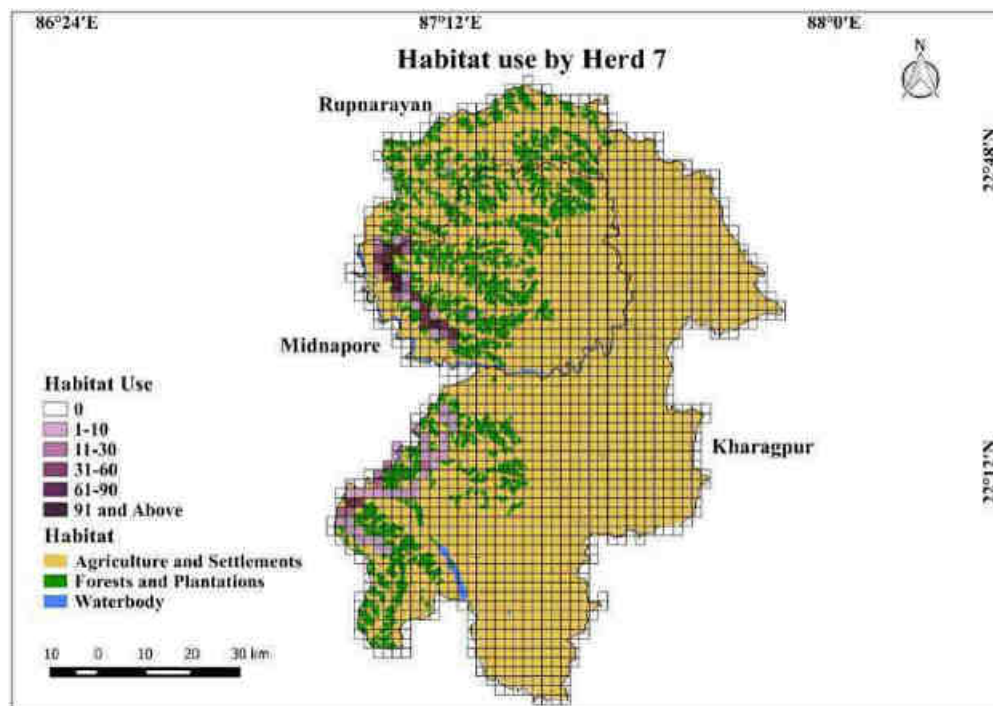 86°24′E 87°12′E 88°0′E
Habitat use by Herd 7
N
Rupnarayan
22°48′N
Midnapore
Kharagpur
22°12′N
Habitat Use
0
1-10
11-30
31-60
61-90
91 and Above
Habitat
Agriculture and Settlements
Forests and Plantations
Waterbody
10 0 10 20 30 km